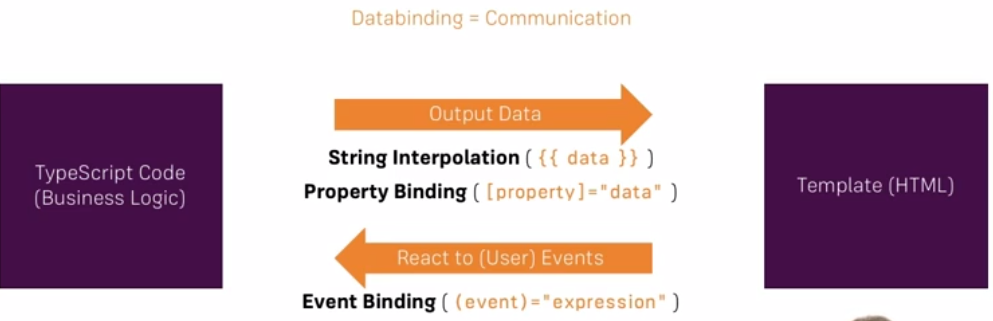 Databinding = Communication
TypeScript Code
(Business Logic)
Output Data
String Interpolation ( {{ data }} )
Property Binding ( [property]="data" )
React to (User) Events
Event Binding ( (event)="expression" )
Template (HTML)